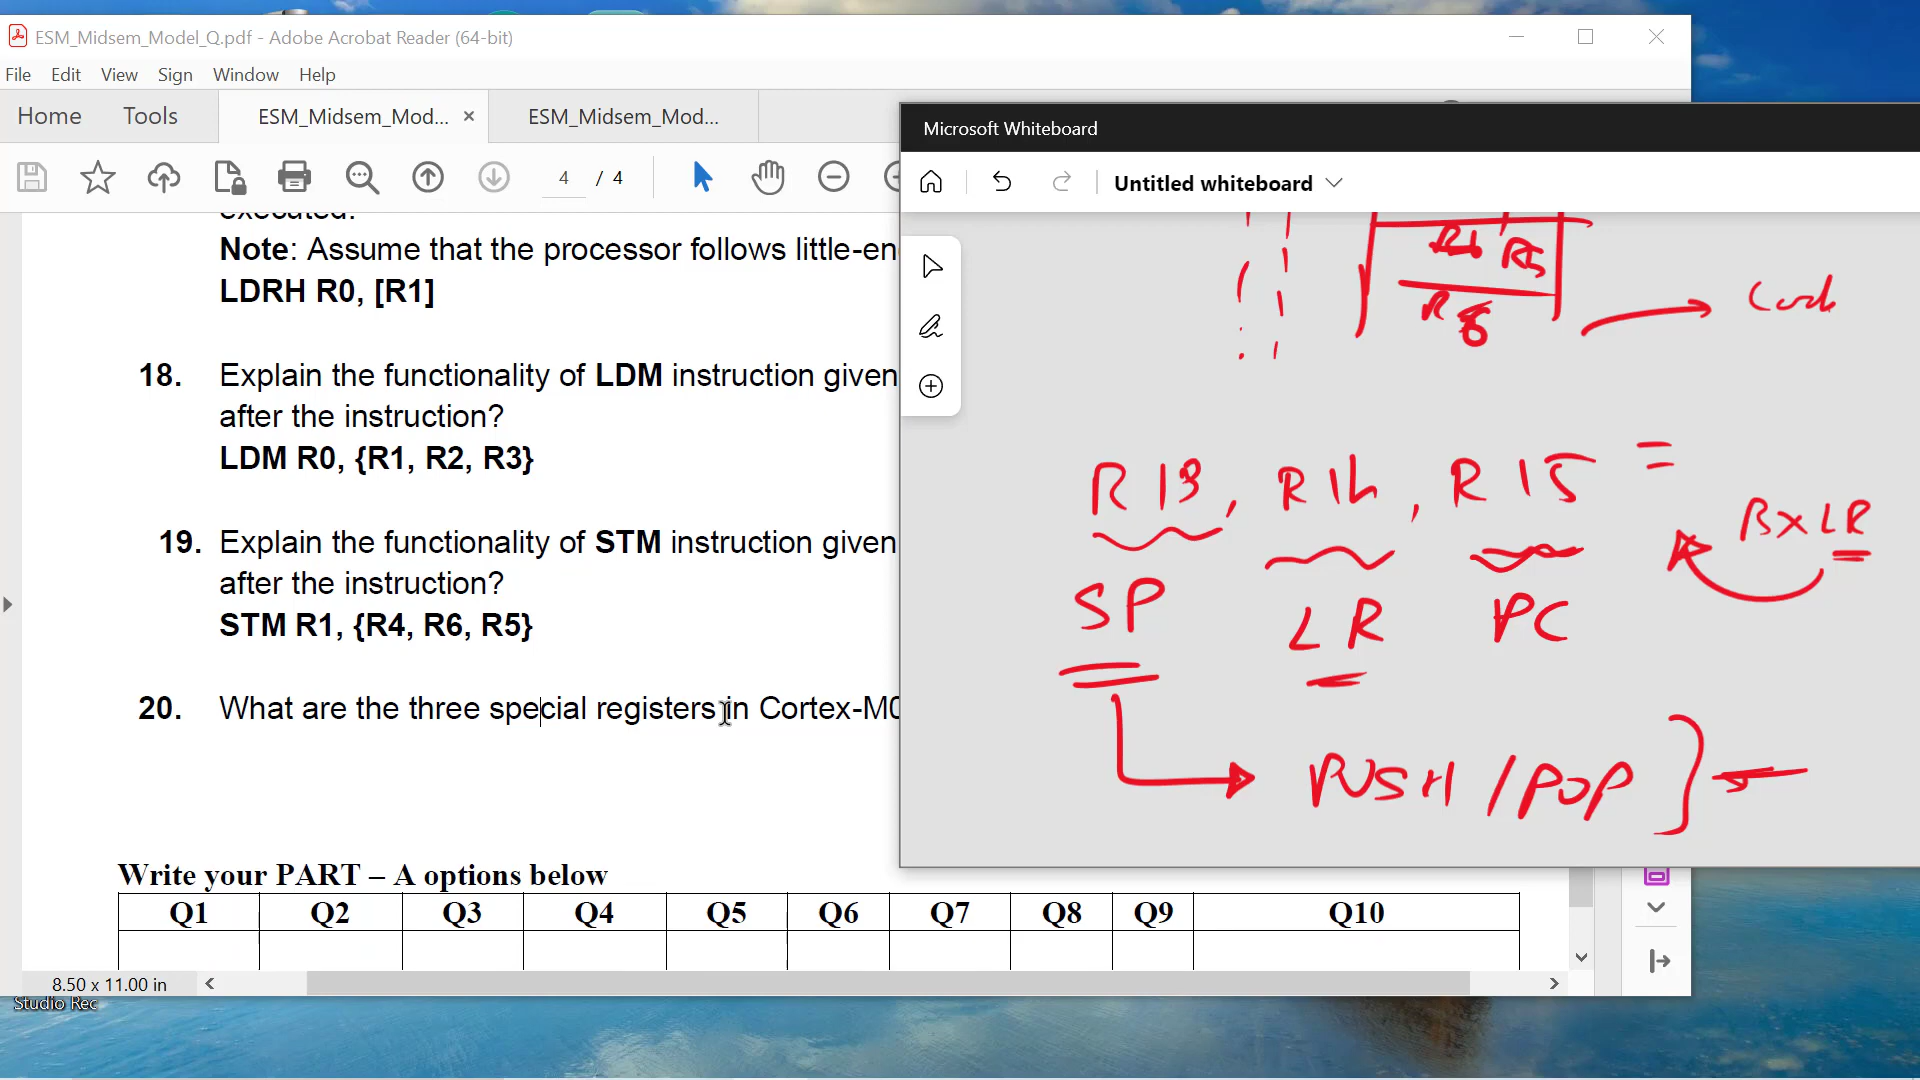 ESM_Midsem_Model_Q.pdf - Adobe Acrobat Reader (64-bit)
File Edit View Sign Window Help
Home Tools ESM_Midsem_Mod... × ESM_Midsem_Mod...
4 / 4
executed.
Note: Assume that the processor follows little-en
LDRH R0, [R1]
18. Explain the functionality of LDM instruction given
after the instruction?
LDM R0, {R1, R2, R3}
19. Explain the functionality of STM instruction given
after the instruction?
STM R1, {R4, R6, R5}
20. What are the three special registers in Cortex-M0
Write your PART – A options below
Q1 Q2 Q3 Q4 Q5 Q6 Q7 Q8 Q9 Q10
8.50 x 11.00 in
Studio Rec
Microsoft Whiteboard
Untitled whiteboard
R5
R
R13, R14, R15 =
BX LR
SP LR PC
PUSH / POP